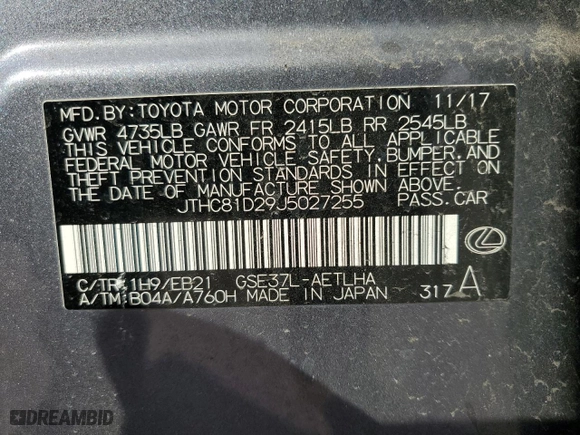 MFD.BY:TOYOTA MOTOR CORPORATION 11/17
GVWR 4735LB GAWR FR 2415LB RR 2545LB
THIS VEHICLE CONFORMS TO ALL APPLICABLE
FEDERAL MOTOR VEHICLE SAFETY,BUMPER,AND
THEFT PREVENTION STANDARDS IN EFFECT ON
THE DATE OF MANUFACTURE SHOWN ABOVE.
JTHC81D29J5027255 PASS.CAR
C/TR:1H9/EB21 GSE37L-AETLHA
A/TM:B04A/A760H MADE IN JAPAN 317 A
DREAMBID